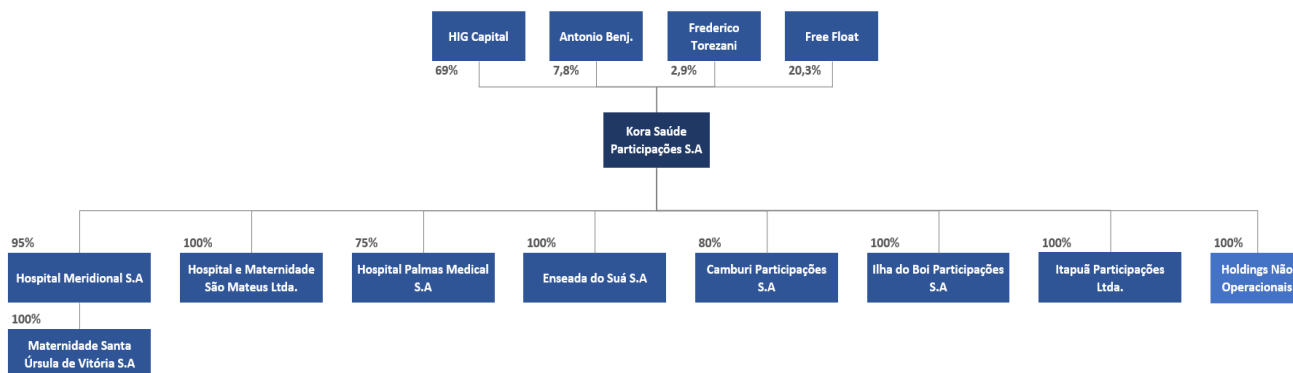 HIG Capital
Antonio Benj.
Frederico
Torezani
Free Float
69%
7,8%
2,9%
20,3%
Kora Saúde
Participações S.A
95%
100%
75%
100%
80%
100%
100%
100%
Hospital Meridional S.A
Hospital e Maternidade
São Mateus Ltda.
Hospital Palmas Medical
S.A
Enseada do Suá S.A
Camburi Participações
S.A
Ilha do Boi Participações
S.A
Itapuã Participações
Ltda.
Holdings Não
Operacionais
100%
Maternidade Santa
Úrsula de Vitória S.A